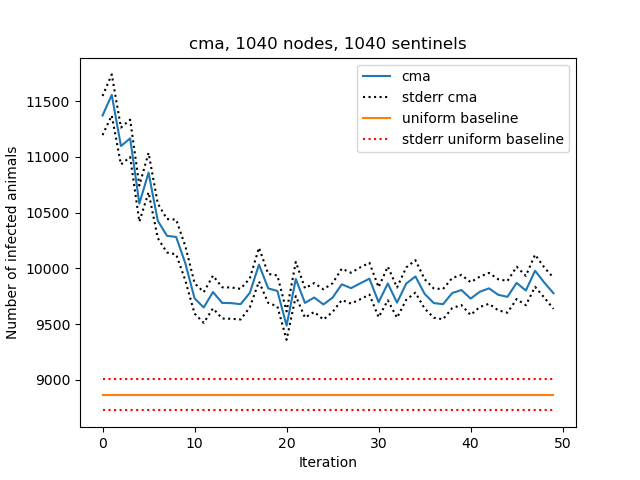 cma, 1040 nodes, 1040 sentinels
cma
stderr cma
uniform baseline
stderr uniform baseline
Number of infected animals
11500
11000
10500
10000
9500
9000
0
10
20
30
40
50
Iteration